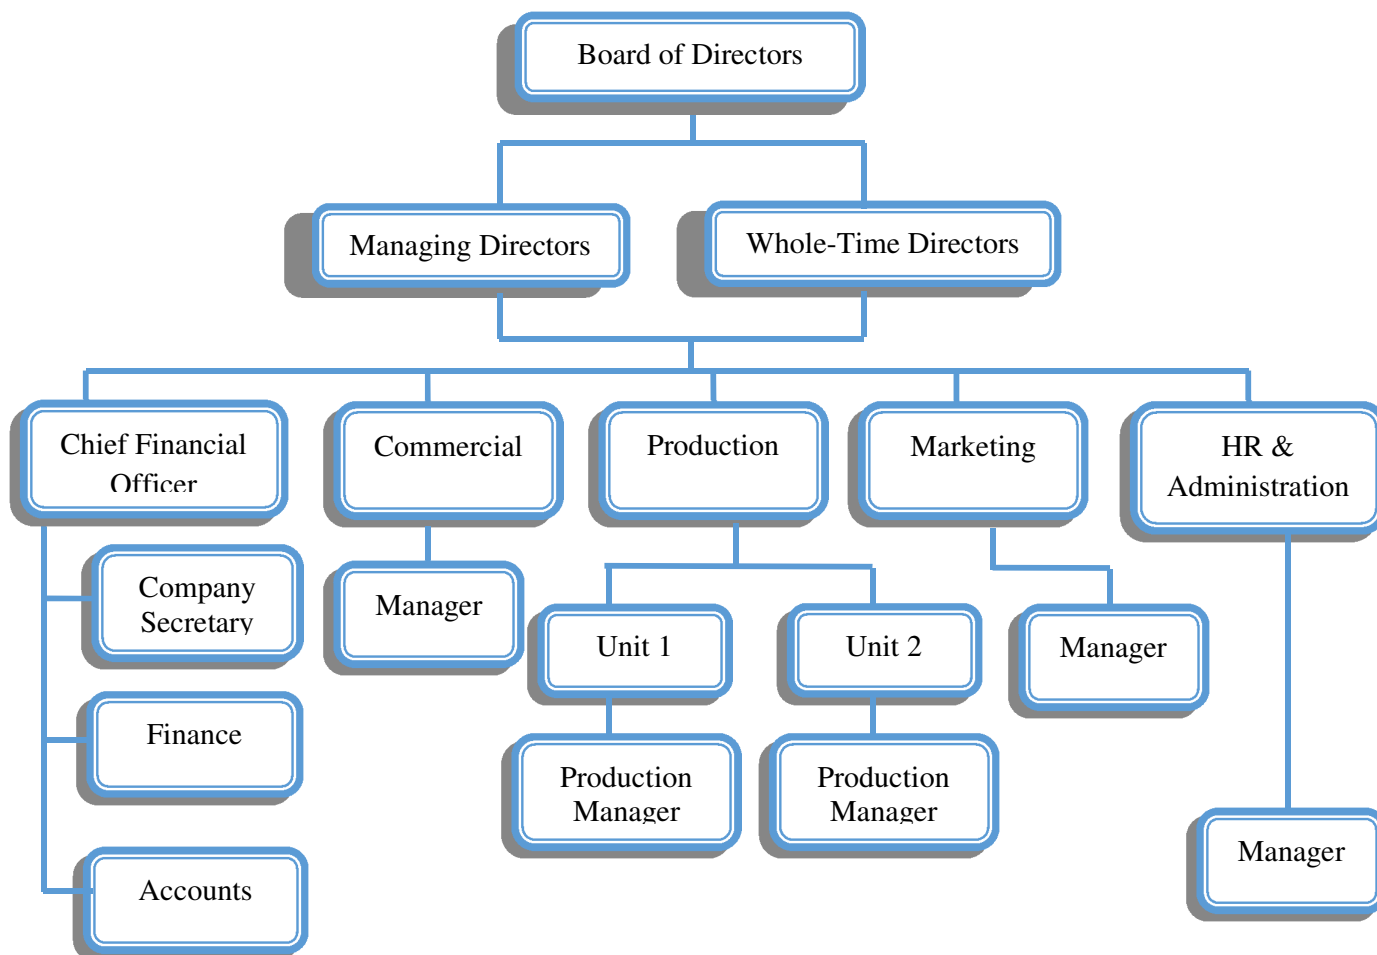 Board of Directors
Managing Directors
Whole-Time Directors
Chief Financial
Officer
Commercial
Production
Marketing
HR &
Administration
Company
Secretary
Manager
Unit 1
Unit 2
Manager
Finance
Production
Manager
Production
Manager
Manager
Accounts